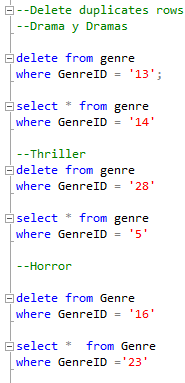 --Delete duplicates rows
--Drama y Dramas
delete from genre
where GenreID = '13';
select * from genre
where GenreID = '14'
--Thriller
delete from genre
where GenreID = '28'
select * from genre
where GenreID = '5'
--Horror
delete from Genre
where GenreID = '16'
select *  from Genre
where GenreID ='23'